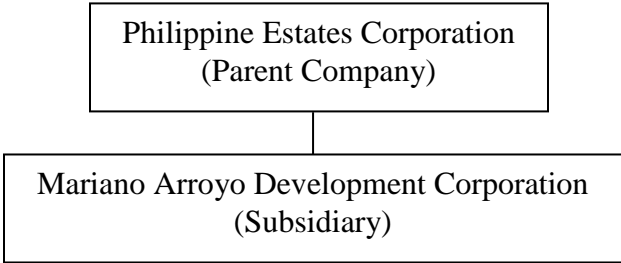 Philippine Estates Corporation
(Parent Company)
Mariano Arroyo Development Corporation
(Subsidiary)